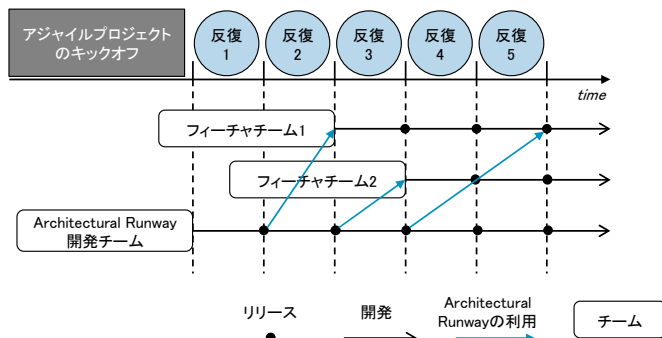 アジャイルプロジェクト
のキックオフ
反復
1
反復
2
反復
3
反復
4
反復
5
time
フィーチャチーム1
フィーチャチーム2
Architectural Runway
開発チーム
リリース
開発
Architectural
Runwayの利用
チーム